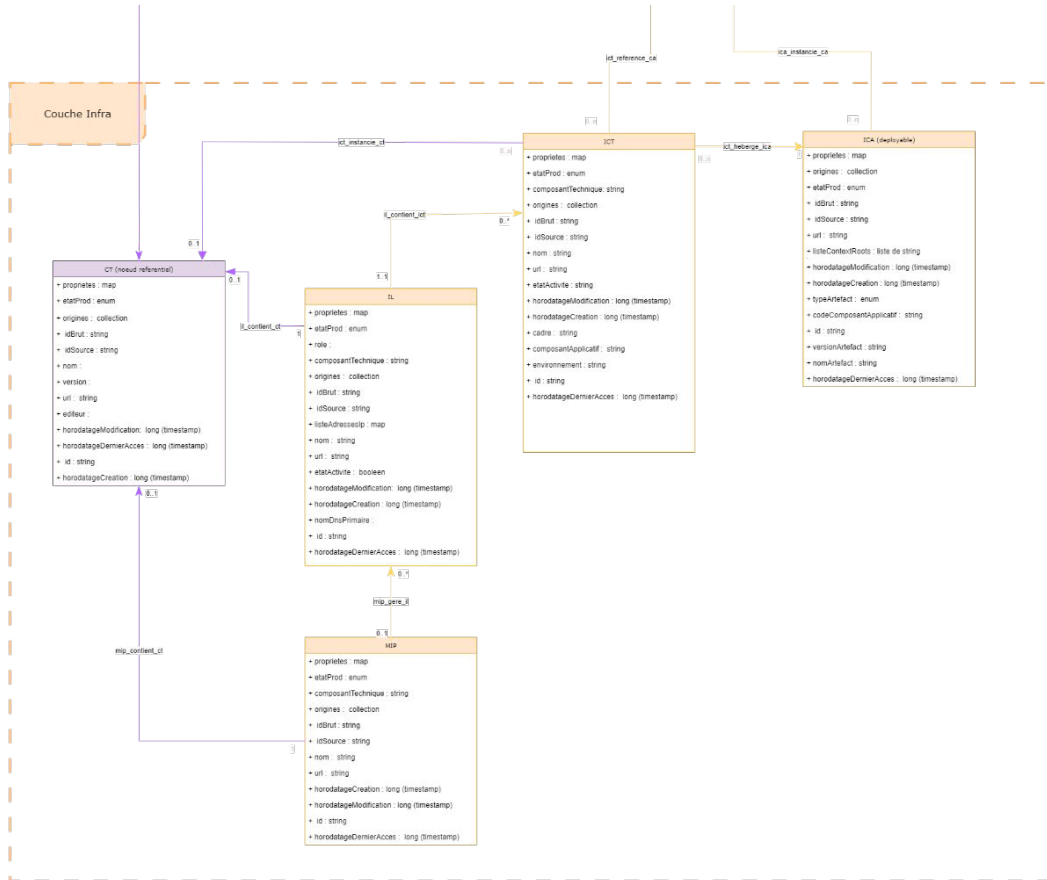 ica_instancie_ca
ict_reference_ca
Couche Infra
0..n
0..n
ict_instancie_ct
0..n
ICT
+ proprietes : map
+ etatProd : enum
+ composantTechnique: string
+ origines : collection
+ idBrut : string
+ idSource : string
+ nom : string
+ url : string
+ etatActivite : string
+ horodatageModification : long (timestamp)
+ horodatageCreation : long (timestamp)
+ cadre : string
+ composantApplicatif : string
+ environnement : string
+ id : string
+ horodatageDernierAcces : long (timestamp)
ict_heberge_ica
0..n
ICA (deployable)
+ proprietes : map
+ origines : collection
+ etatProd : enum
+ idBrut : string
+ idSource : string
+ url : string
+ listeContextRoots : liste de string
+ horodatageModification : long (timestamp)
+ horodatageCreation : long (timestamp)
+ typeArtefact : enum
+ codeComposantApplicatif : string
+ id : string
+ versionArtefact : string
+ nomArtefact : string
+ horodatageDernierAcces : long (timestamp)
il_contient_ict
0..*
1..1
0..1
CT (noeud referentiel)
+ proprietes : map
+ etatProd : enum
+ origines : collection
+ idBrut : string
+ idSource : string
+ nom :
+ version :
+ url : string
+ editeur :
+ horodatageModification: long (timestamp)
+ horodatageDernierAcces : long (timestamp)
+ id : string
+ horodatageCreation : long (timestamp)
0..1
il_contient_ct
IL
+ proprietes : map
+ etatProd : enum
+ role :
+ composantTechnique : string
+ origines : collection
+ idBrut : string
+ idSource : string
+ listeAdressesIp : map
+ nom : string
+ url : string
+ etatActivite : booleen
+ horodatageModification: long (timestamp)
+ horodatageCreation : long (timestamp)
+ nomDnsPrimaire :
+ id : string
+ horodatageDernierAcces : long (timestamp)
0..1
0..*
mip_gere_il
0..1
mip_contient_ct
MIP
+ proprietes : map
+ etatProd : enum
+ composantTechnique : string
+ origines : collection
+ idBrut : string
+ idSource : string
+ nom : string
+ url : string
+ horodatageCreation : long (timestamp)
+ horodatageModification : long (timestamp)
+ id : string
+ horodatageDernierAcces : long (timestamp)